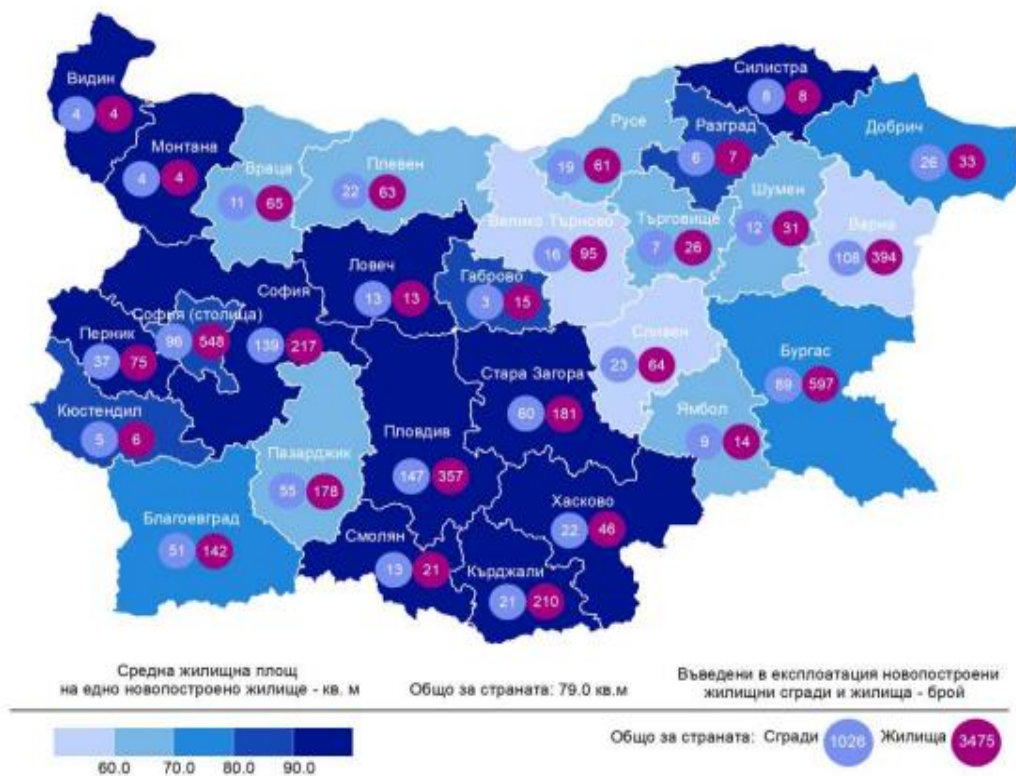 Видин
4 4
Монтана
4 4
Враца
11 65
Плевен
22 63
Русе
19 61
Силистра
8 8
Разград
6 7
Добрич
26 33
Шумен
12 31
Варна
108 394
Търговище
7 26
Велико Търново
16 95
Габрово
3 15
Ловеч
13 13
София
139 217
София (столица)
96 548
Перник
37 75
Кюстендил
5 6
Благоевград
51 142
Пазарджик
55 178
Пловдив
147 357
Стара Загора
60 181
Сливен
23 64
Ямбол
9 14
Бургас
89 597
Хасково
22 46
Смолян
13 21
Кърджали
21 210
Средна жилищна площ
на едно новопостроено жилище - кв. м
Общо за страната: 79.0 кв.м
Въведени в експлоатация новопостроени
жилищни сгради и жилища - брой
60.0 70.0 80.0 90.0
Общо за страната: Сгради 1026 Жилища 3475